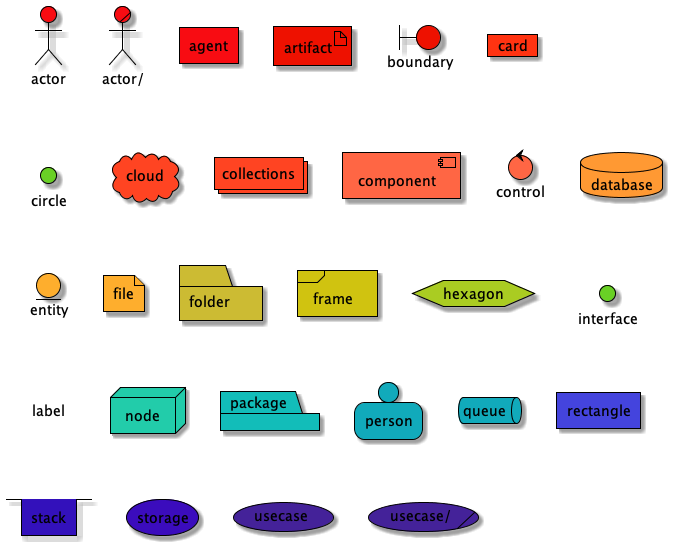 actor
actor/
agent
artifact
boundary
card
circle
cloud
collections
component
control
database
entity
file
folder
frame
hexagon
interface
label
node
package
person
queue
rectangle
stack
storage
usecase
usecase/